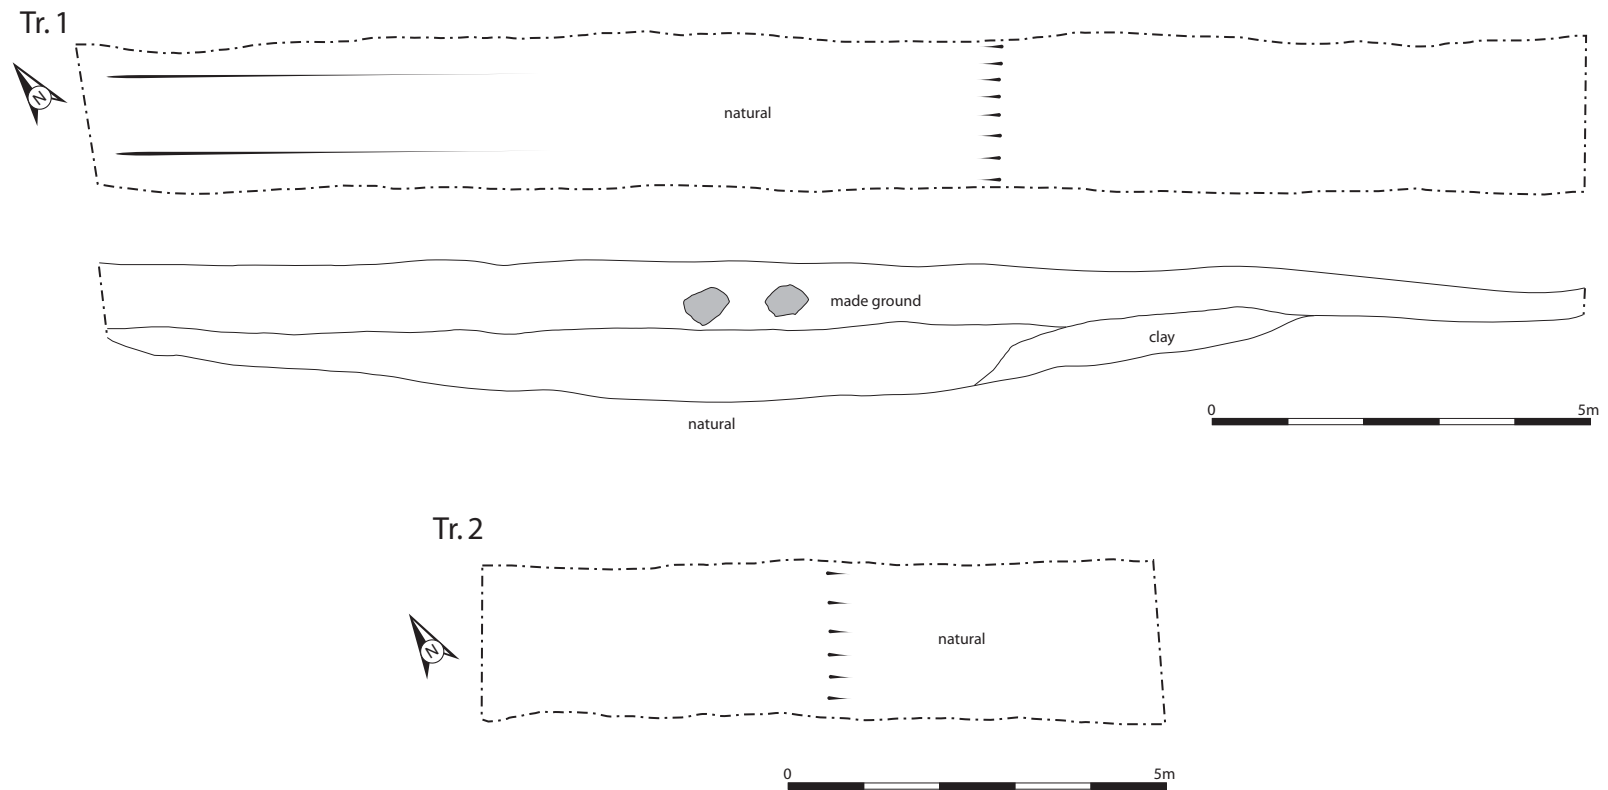 Tr. 1
N
natural
made ground
clay
natural
0 5m
Tr. 2
N
natural
0 5m